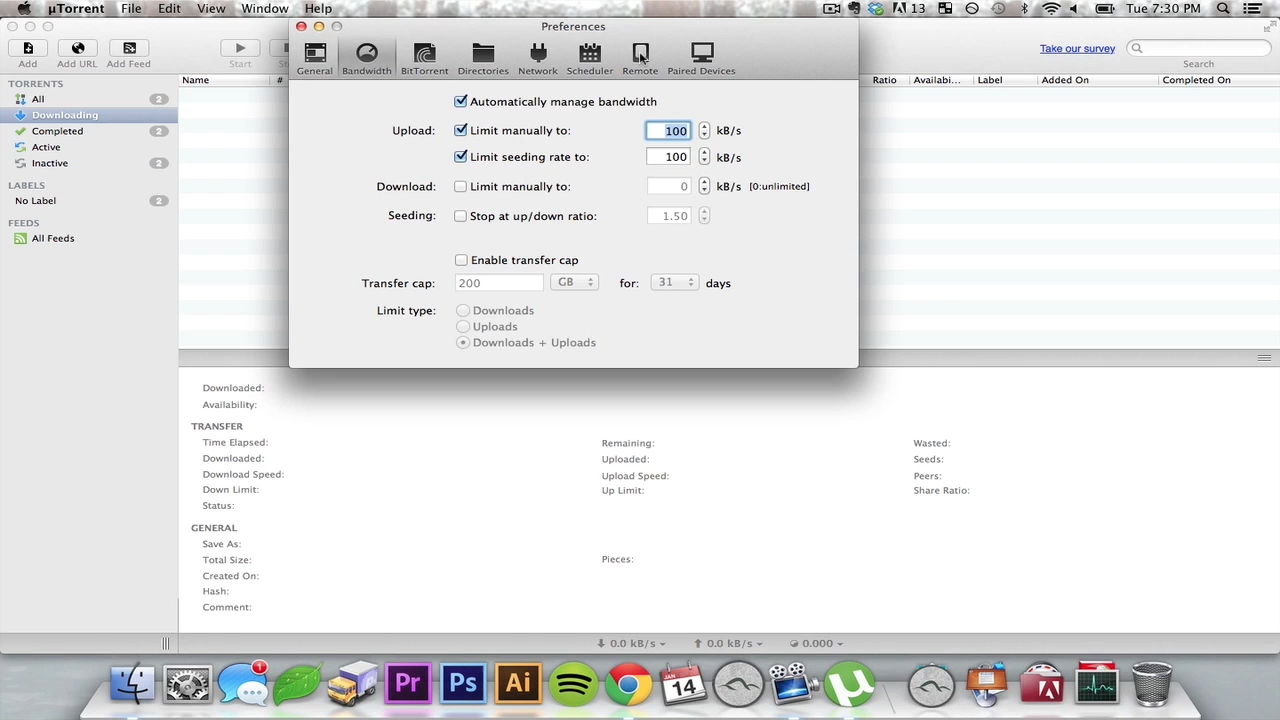 µTorrent File Edit View Window Help 13 Tue 7:30 PM
Preferences
Add Add URL Add Feed Start
General Bandwidth BitTorrent Directories Network Scheduler Remote Paired Devices
Take our survey
Search
TORRENTS
All 2
Downloading
Completed 2
Active
Inactive 2
LABELS
No Label 2
FEEDS
All Feeds
Name # Ratio Availabi... Label Added On Completed On
Automatically manage bandwidth
Upload: Limit manually to: 100 kB/s
Limit seeding rate to: 100 kB/s
Download: Limit manually to: 0 kB/s [0:unlimited]
Seeding: Stop at up/down ratio: 1.50
Enable transfer cap
Transfer cap: 200 GB for: 31 days
Limit type: Downloads
Uploads
Downloads + Uploads
Downloaded:
Availability:
TRANSFER
Time Elapsed: Remaining: Wasted:
Downloaded: Uploaded: Seeds:
Download Speed: Upload Speed: Peers:
Down Limit: Up Limit: Share Ratio:
Status:
GENERAL
Save As:
Total Size: Pieces:
Created On:
Hash:
Comment:
0.0 kB/s 0.0 kB/s 0.000
1 Pr Ps Ai JAN 14